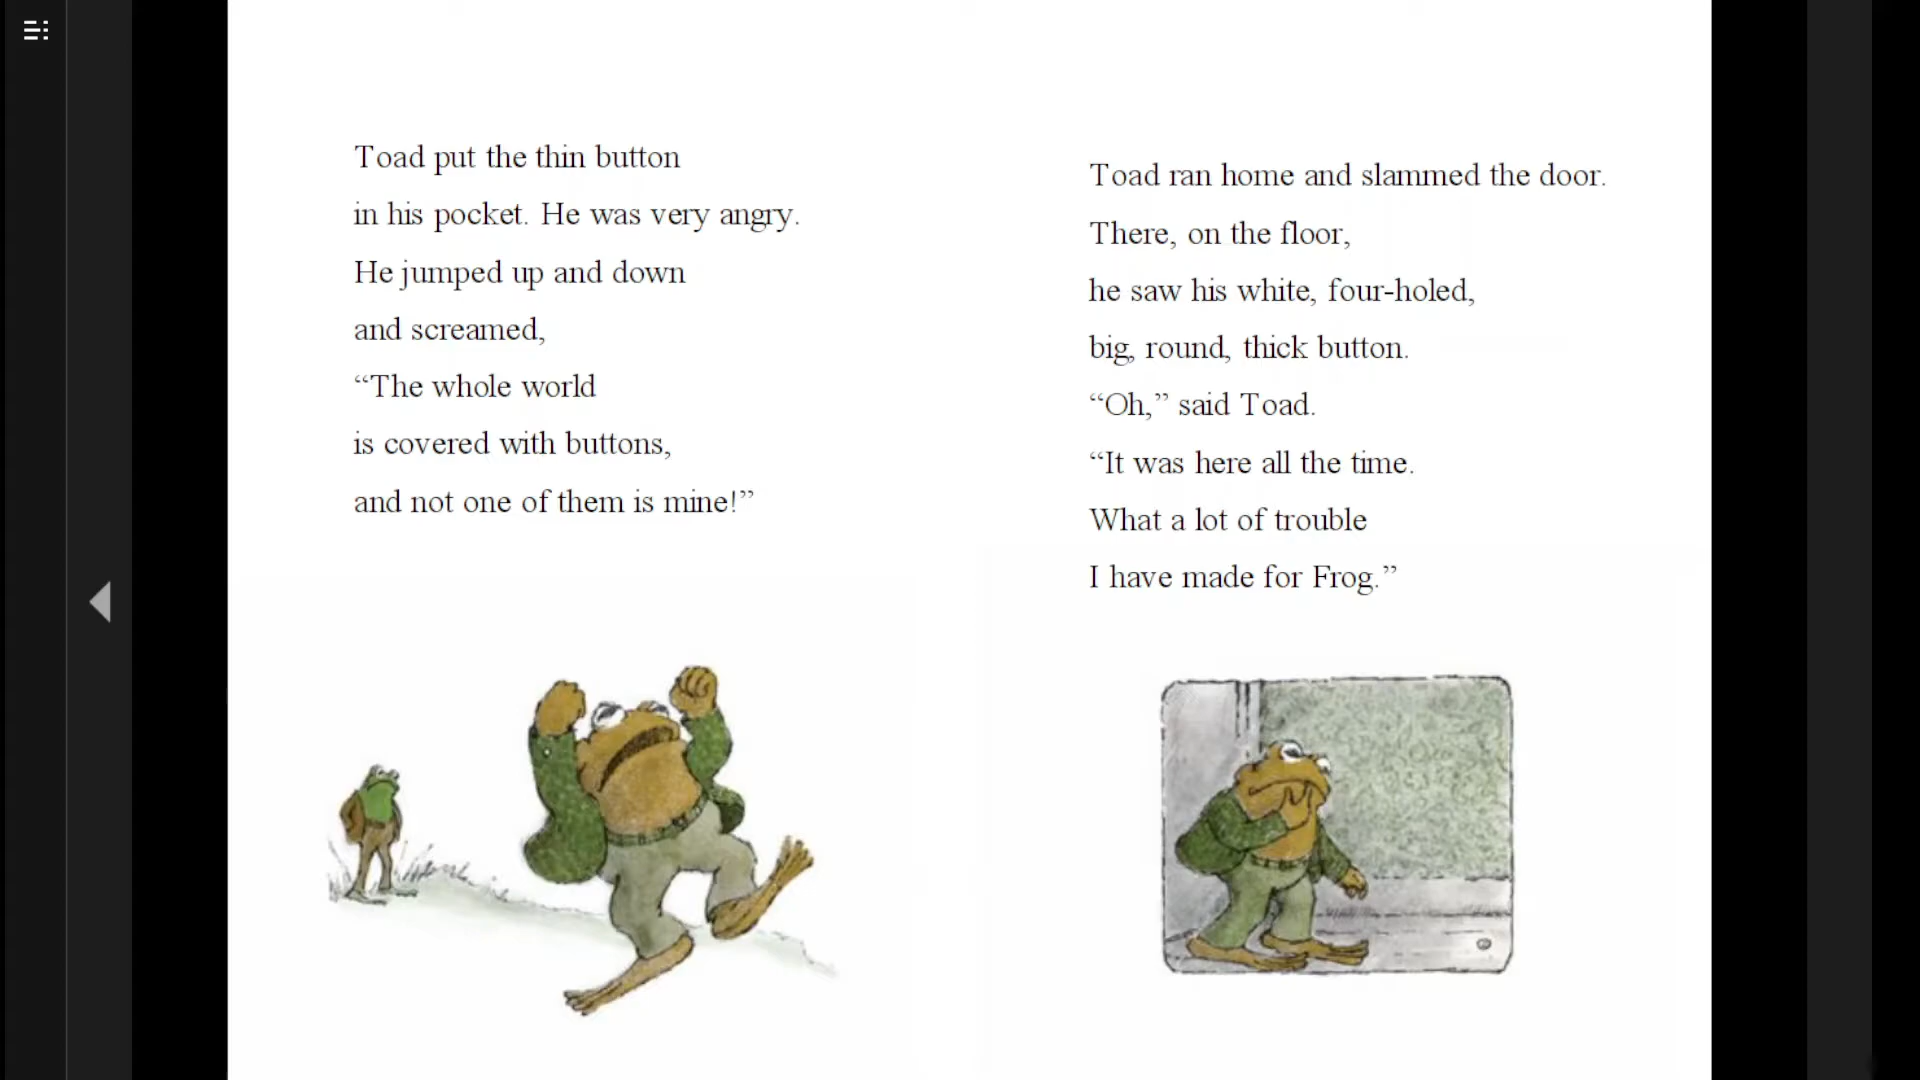 Toad put the thin button
in his pocket. He was very angry.
He jumped up and down
and screamed,
“The whole world
is covered with buttons,
and not one of them is mine!”
Toad ran home and slammed the door.
There, on the floor,
he saw his white, four-holed,
big, round, thick button.
“Oh,” said Toad.
“It was here all the time.
What a lot of trouble
I have made for Frog.”